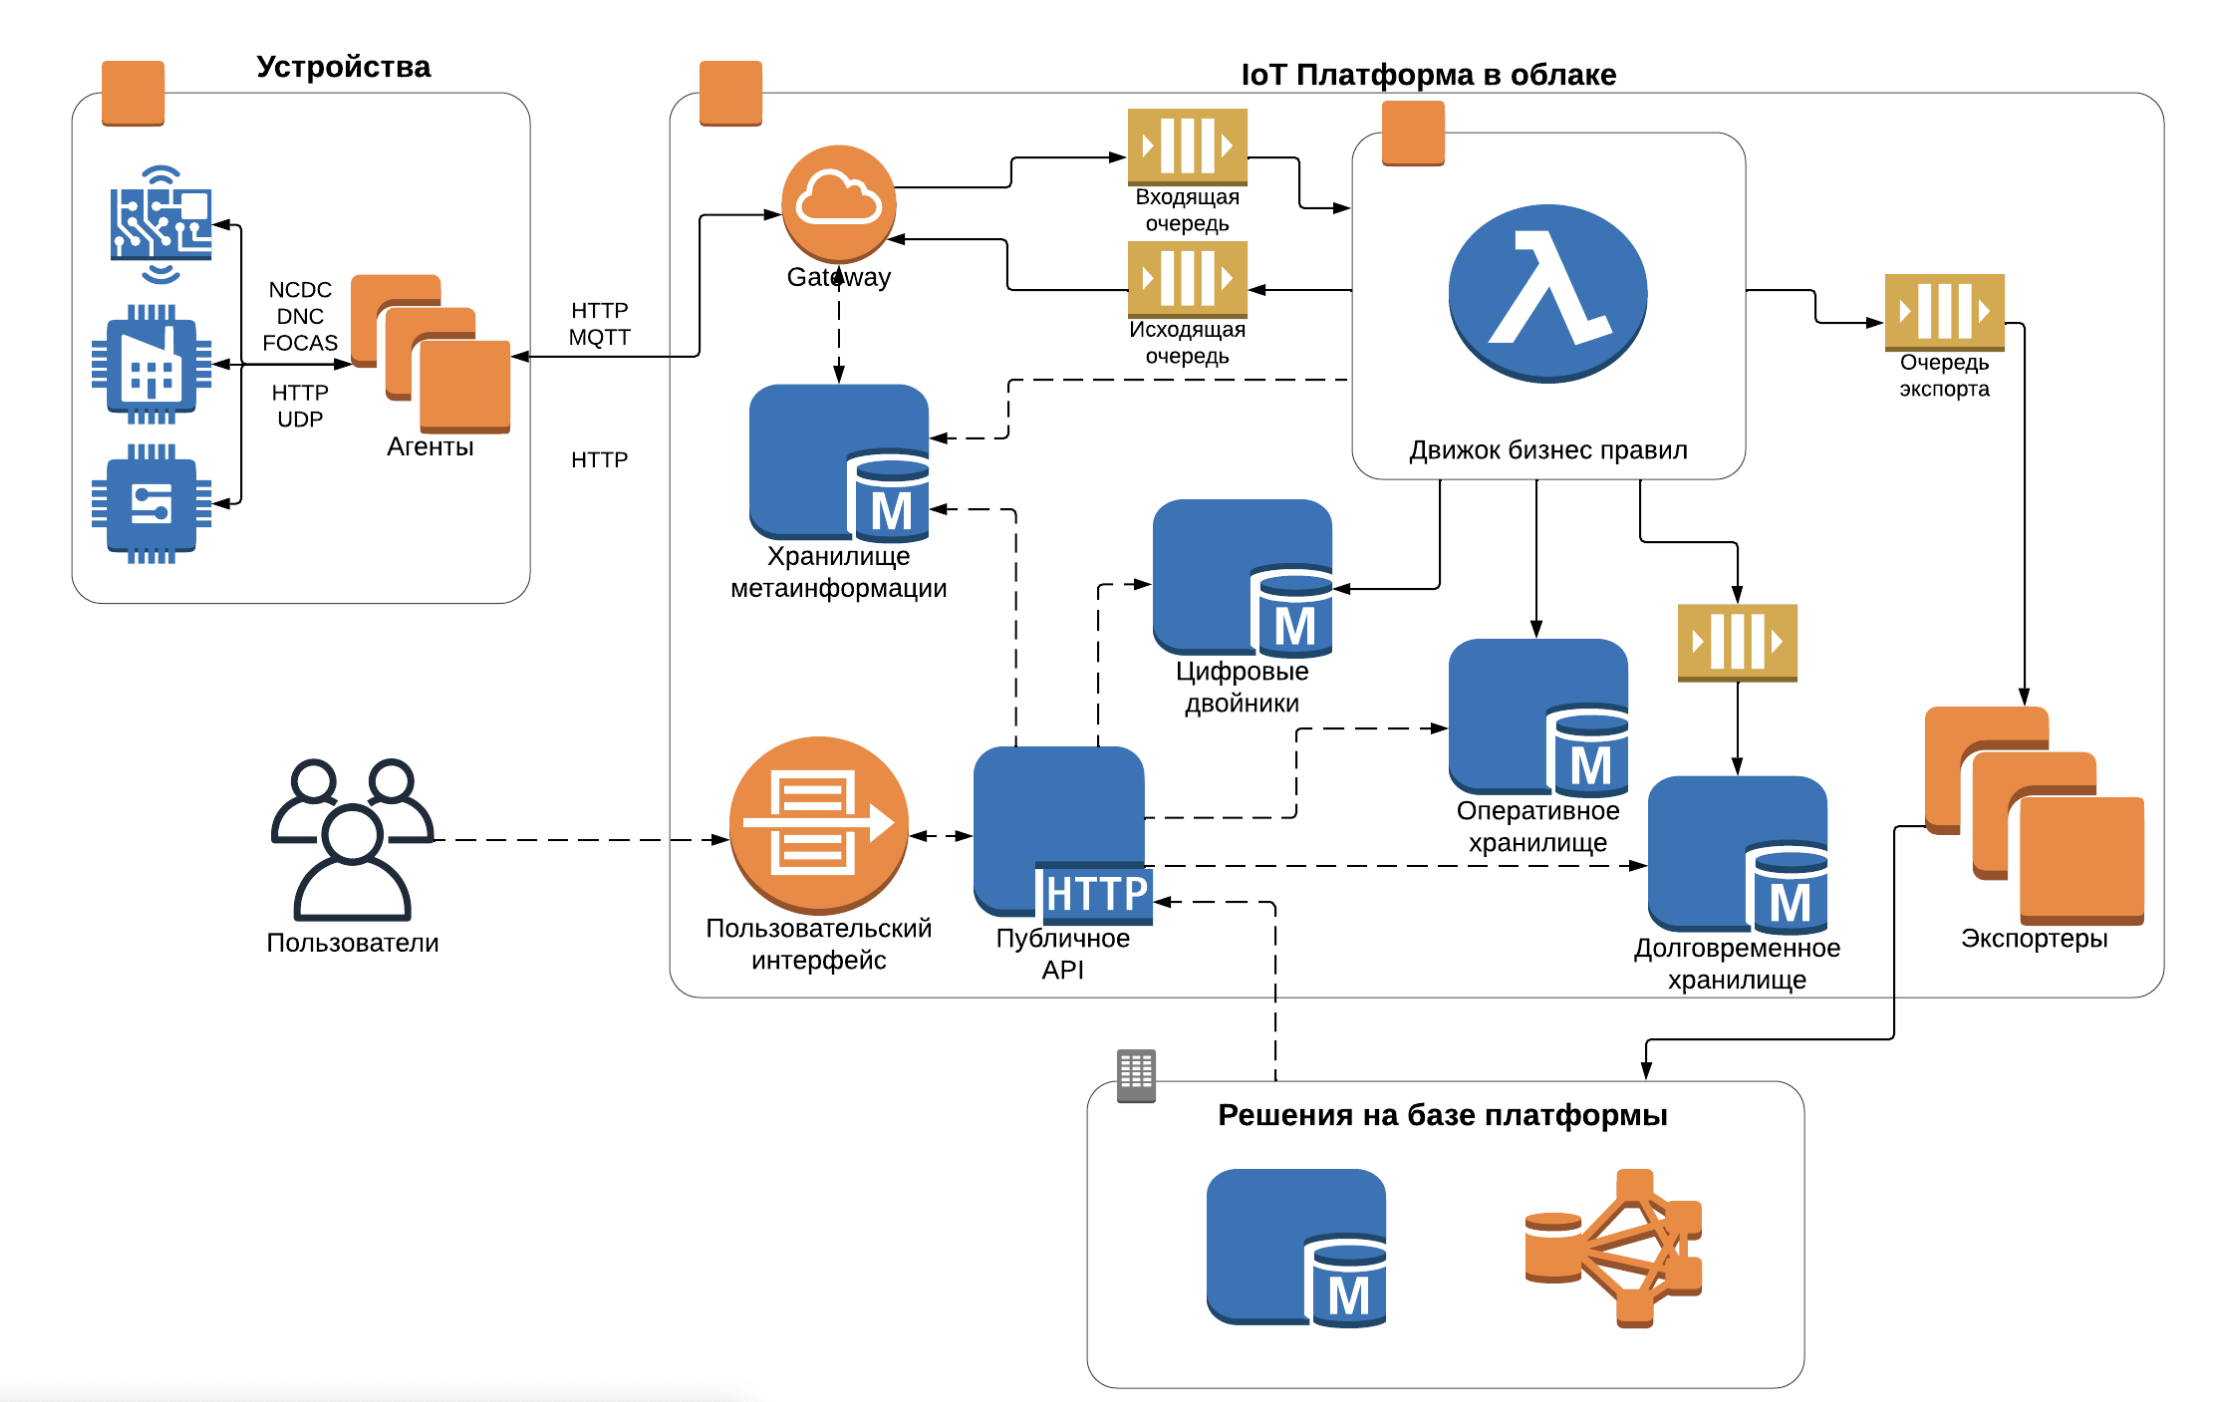 Устройства
NCDC
DNC
FOCAS
HTTP
UDP
Агенты
HTTP
MQTT
HTTP
Пользователи
IoT Платформа в облаке
Gateway
Входящая
очередь
Исходящая
очередь
Движок бизнес правил
Очередь
экспорта
M
Хранилище
метаинформации
M
Цифровые
двойники
M
Оперативное
хранилище
M
Долговременное
хранилище
Экспортеры
Пользовательский
интерфейс
HTTP
Публичное
API
Решения на базе платформы
M